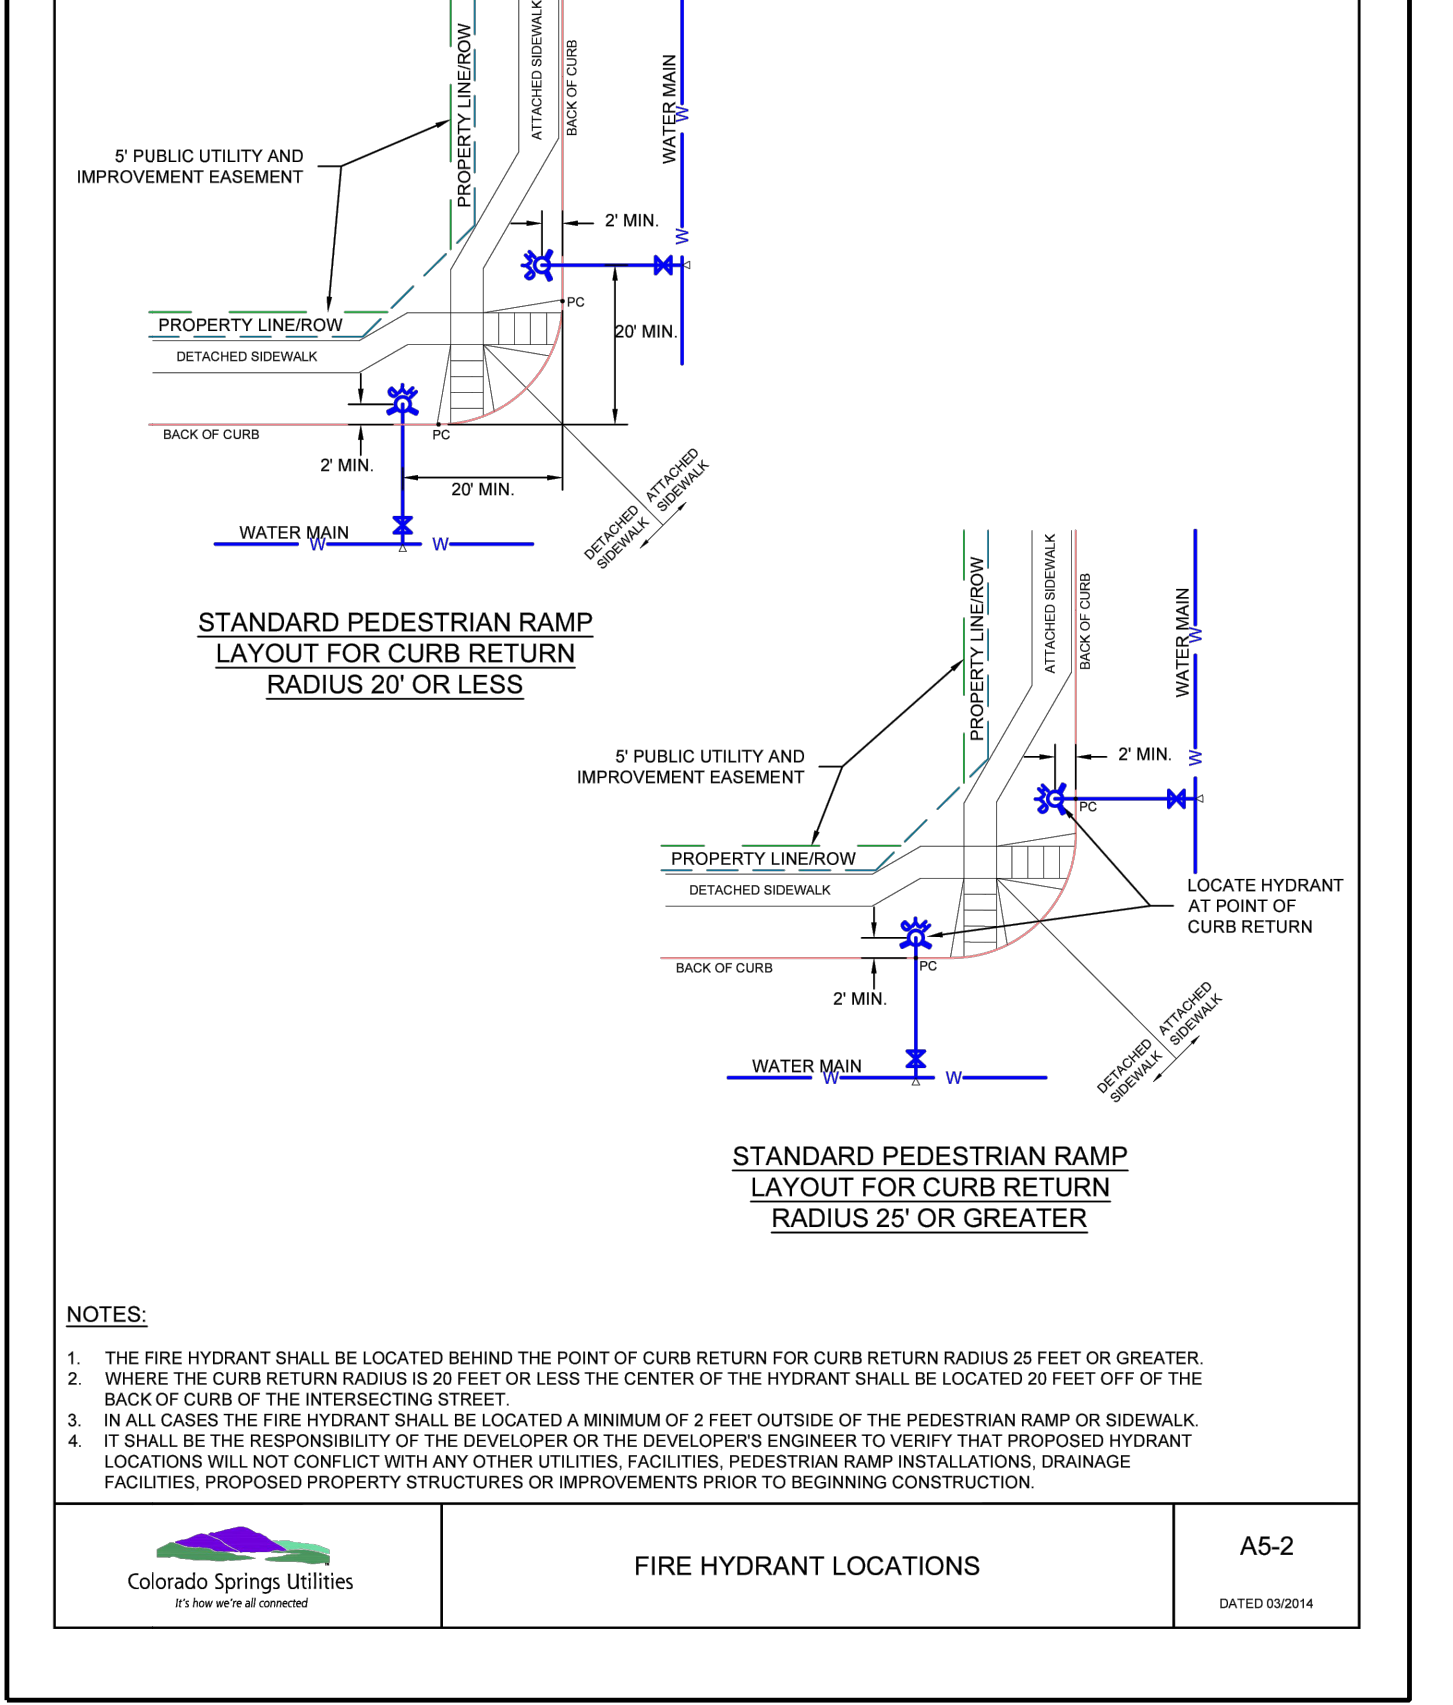 PROPERTY LINE/ROW
ATTACHED SIDEWALK
BACK OF CURB
WATER MAIN
W
W
5' PUBLIC UTILITY AND
IMPROVEMENT EASEMENT
2' MIN.
PC
20' MIN.
PROPERTY LINE/ROW
DETACHED SIDEWALK
BACK OF CURB
PC
2' MIN.
20' MIN.
ATTACHED
SIDEWALK
DETACHED
SIDEWALK
WATER MAIN
W
W
STANDARD PEDESTRIAN RAMP
LAYOUT FOR CURB RETURN
RADIUS 20' OR LESS
PROPERTY LINE/ROW
ATTACHED SIDEWALK
BACK OF CURB
WATER MAIN
W
W
5' PUBLIC UTILITY AND
IMPROVEMENT EASEMENT
2' MIN.
PC
PROPERTY LINE/ROW
DETACHED SIDEWALK
LOCATE HYDRANT
AT POINT OF
CURB RETURN
BACK OF CURB
PC
2' MIN.
ATTACHED
SIDEWALK
DETACHED
SIDEWALK
WATER MAIN
W
W
STANDARD PEDESTRIAN RAMP
LAYOUT FOR CURB RETURN
RADIUS 25' OR GREATER
NOTES:
1. THE FIRE HYDRANT SHALL BE LOCATED BEHIND THE POINT OF CURB RETURN FOR CURB RETURN RADIUS 25 FEET OR GREATER.
2. WHERE THE CURB RETURN RADIUS IS 20 FEET OR LESS THE CENTER OF THE HYDRANT SHALL BE LOCATED 20 FEET OFF OF THE
BACK OF CURB OF THE INTERSECTING STREET.
3. IN ALL CASES THE FIRE HYDRANT SHALL BE LOCATED A MINIMUM OF 2 FEET OUTSIDE OF THE PEDESTRIAN RAMP OR SIDEWALK.
4. IT SHALL BE THE RESPONSIBILITY OF THE DEVELOPER OR THE DEVELOPER'S ENGINEER TO VERIFY THAT PROPOSED HYDRANT
LOCATIONS WILL NOT CONFLICT WITH ANY OTHER UTILITIES, FACILITIES, PEDESTRIAN RAMP INSTALLATIONS, DRAINAGE
FACILITIES, PROPOSED PROPERTY STRUCTURES OR IMPROVEMENTS PRIOR TO BEGINNING CONSTRUCTION.
Colorado Springs Utilities
It's how we're all connected
FIRE HYDRANT LOCATIONS
A5-2
DATED 03/2014